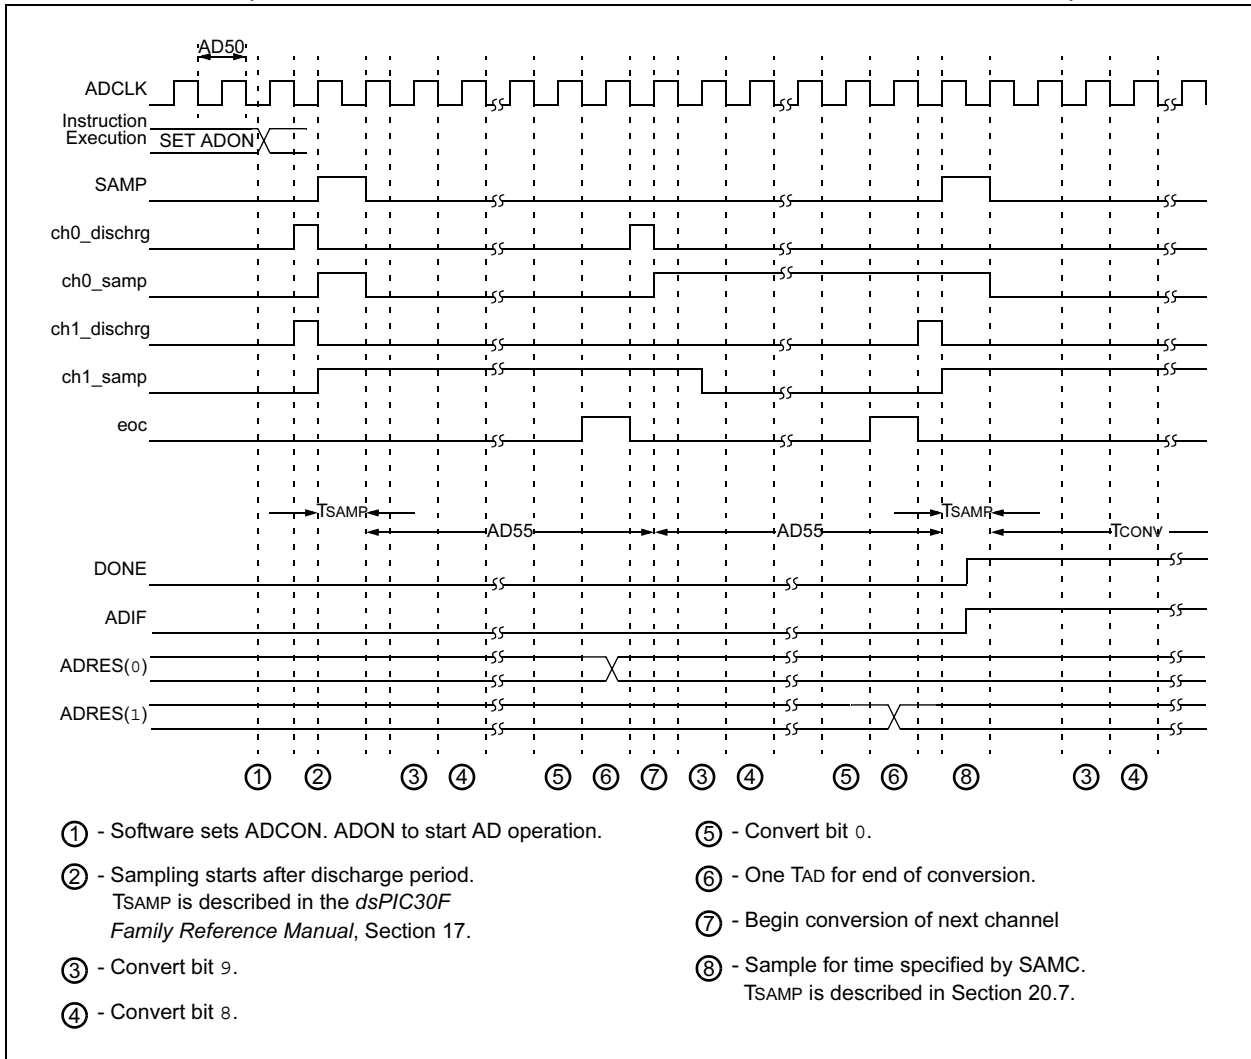 AD50
ADCLK
Instruction
Execution
SET ADON
SAMP
ch0_dischrg
ch0_samp
ch1_dischrg
ch1_samp
eoc
TSAMP
TSAMP
AD55
AD55
TCONV
DONE
ADIF
ADRES(0)
ADRES(1)
1 2 3 4 5 6 7 3 4 5 6 8 3 4
1 - Software sets ADCON. ADON to start AD operation.
2 - Sampling starts after discharge period.
TSAMP is described in the dsPIC30F
Family Reference Manual, Section 17.
3 - Convert bit 9.
4 - Convert bit 8.
5 - Convert bit 0.
6 - One TAD for end of conversion.
7 - Begin conversion of next channel
8 - Sample for time specified by SAMC.
TSAMP is described in Section 20.7.